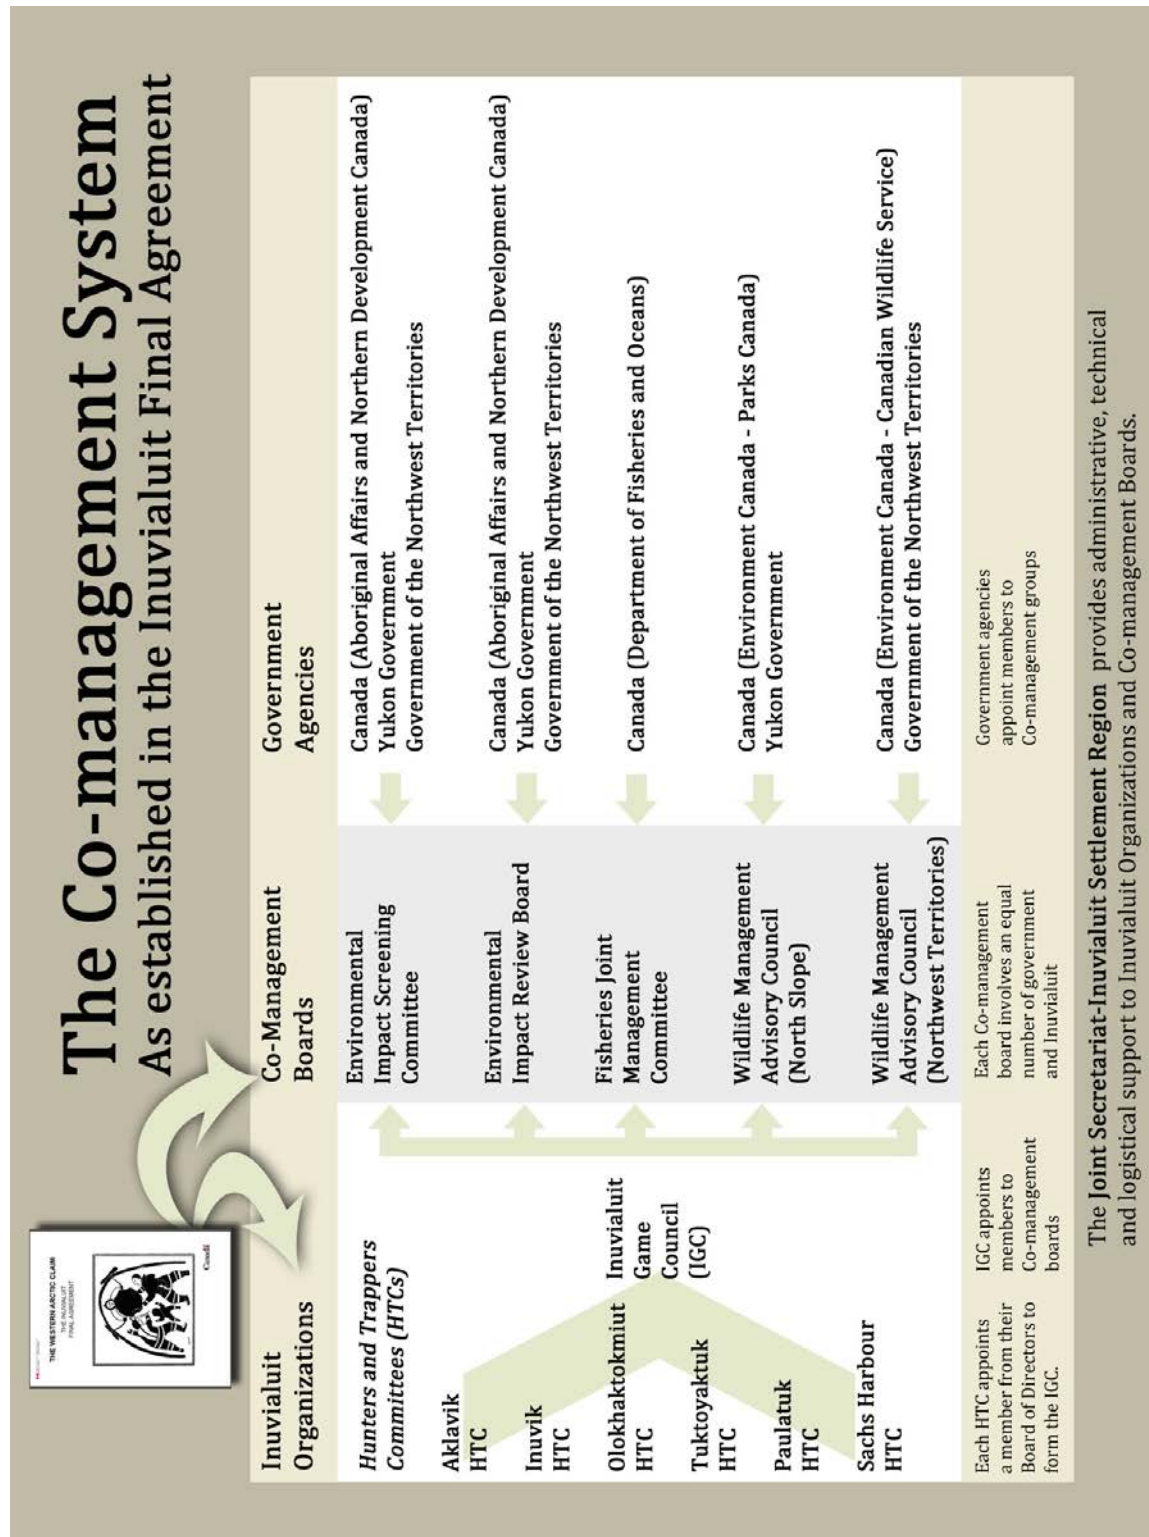 The Co-management System
As established in the Inuvialuit Final Agreement
THE WESTERN ARCTIC CLAIM
THE INUVIALUIT
FINAL AGREEMENT
Canada
Inuvialuit
Organizations
Co-Management
Boards
Government
Agencies
Hunters and Trappers
Committees (HTCs)
Aklavik
HTC
Inuvik
HTC
Olokhaktokmiut
HTC
Tuktoyaktuk
HTC
Paulatuk
HTC
Sachs Harbour
HTC
Inuvialuit
Game
Council
(IGC)
Environmental
Impact Screening
Committee
Environmental
Impact Review Board
Fisheries Joint
Management
Committee
Wildlife Management
Advisory Council
(North Slope)
Wildlife Management
Advisory Council
(Northwest Territories)
Canada (Aboriginal Affairs and Northern Development Canada)
Yukon Government
Government of the Northwest Territories
Canada (Aboriginal Affairs and Northern Development Canada)
Yukon Government
Government of the Northwest Territories
Canada (Department of Fisheries and Oceans)
Canada (Environment Canada - Parks Canada)
Yukon Government
Canada (Environment Canada - Canadian Wildlife Service)
Government of the Northwest Territories
Each HTC appoints
a member from their
Board of Directors to
form the IGC.
IGC appoints
members to
Co-management
boards
Each Co-management
board involves an equal
number of government
and Inuvialuit
Government agencies
appoint members to
Co-management groups
The Joint Secretariat-Inuvialuit Settlement Region provides administrative, technical
and logistical support to Inuvialuit Organizations and Co-management Boards.